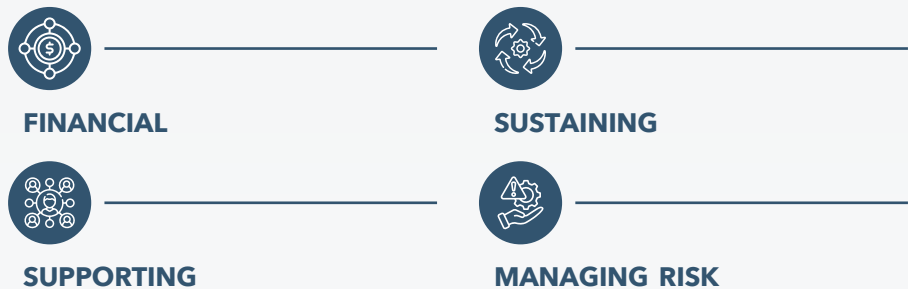 FINANCIAL
SUSTAINING
SUPPORTING
MANAGING RISK